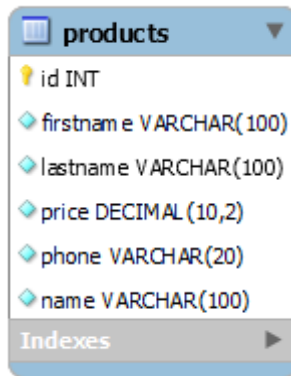 products
id INT
firstname VARCHAR(100)
lastname VARCHAR(100)
price DECIMAL(10,2)
phone VARCHAR(20)
name VARCHAR(100)
Indexes